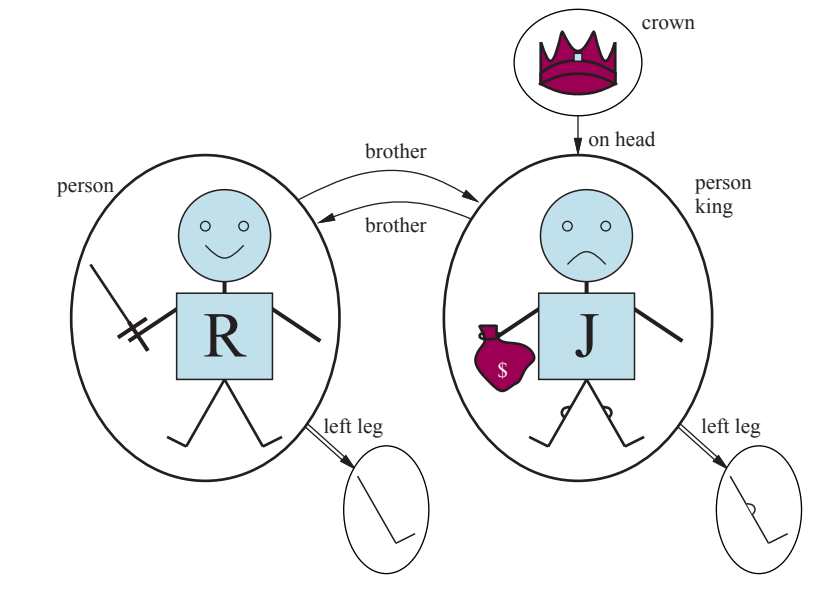 crown
on head
brother
person
person
king
brother
R
J
$
left leg
left leg